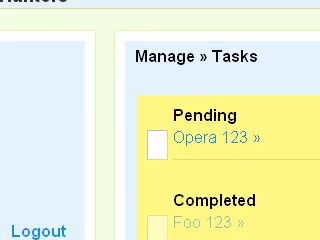 Manage » Tasks
Pending
Opera 123 »
Completed
Foo 123 »
Logout